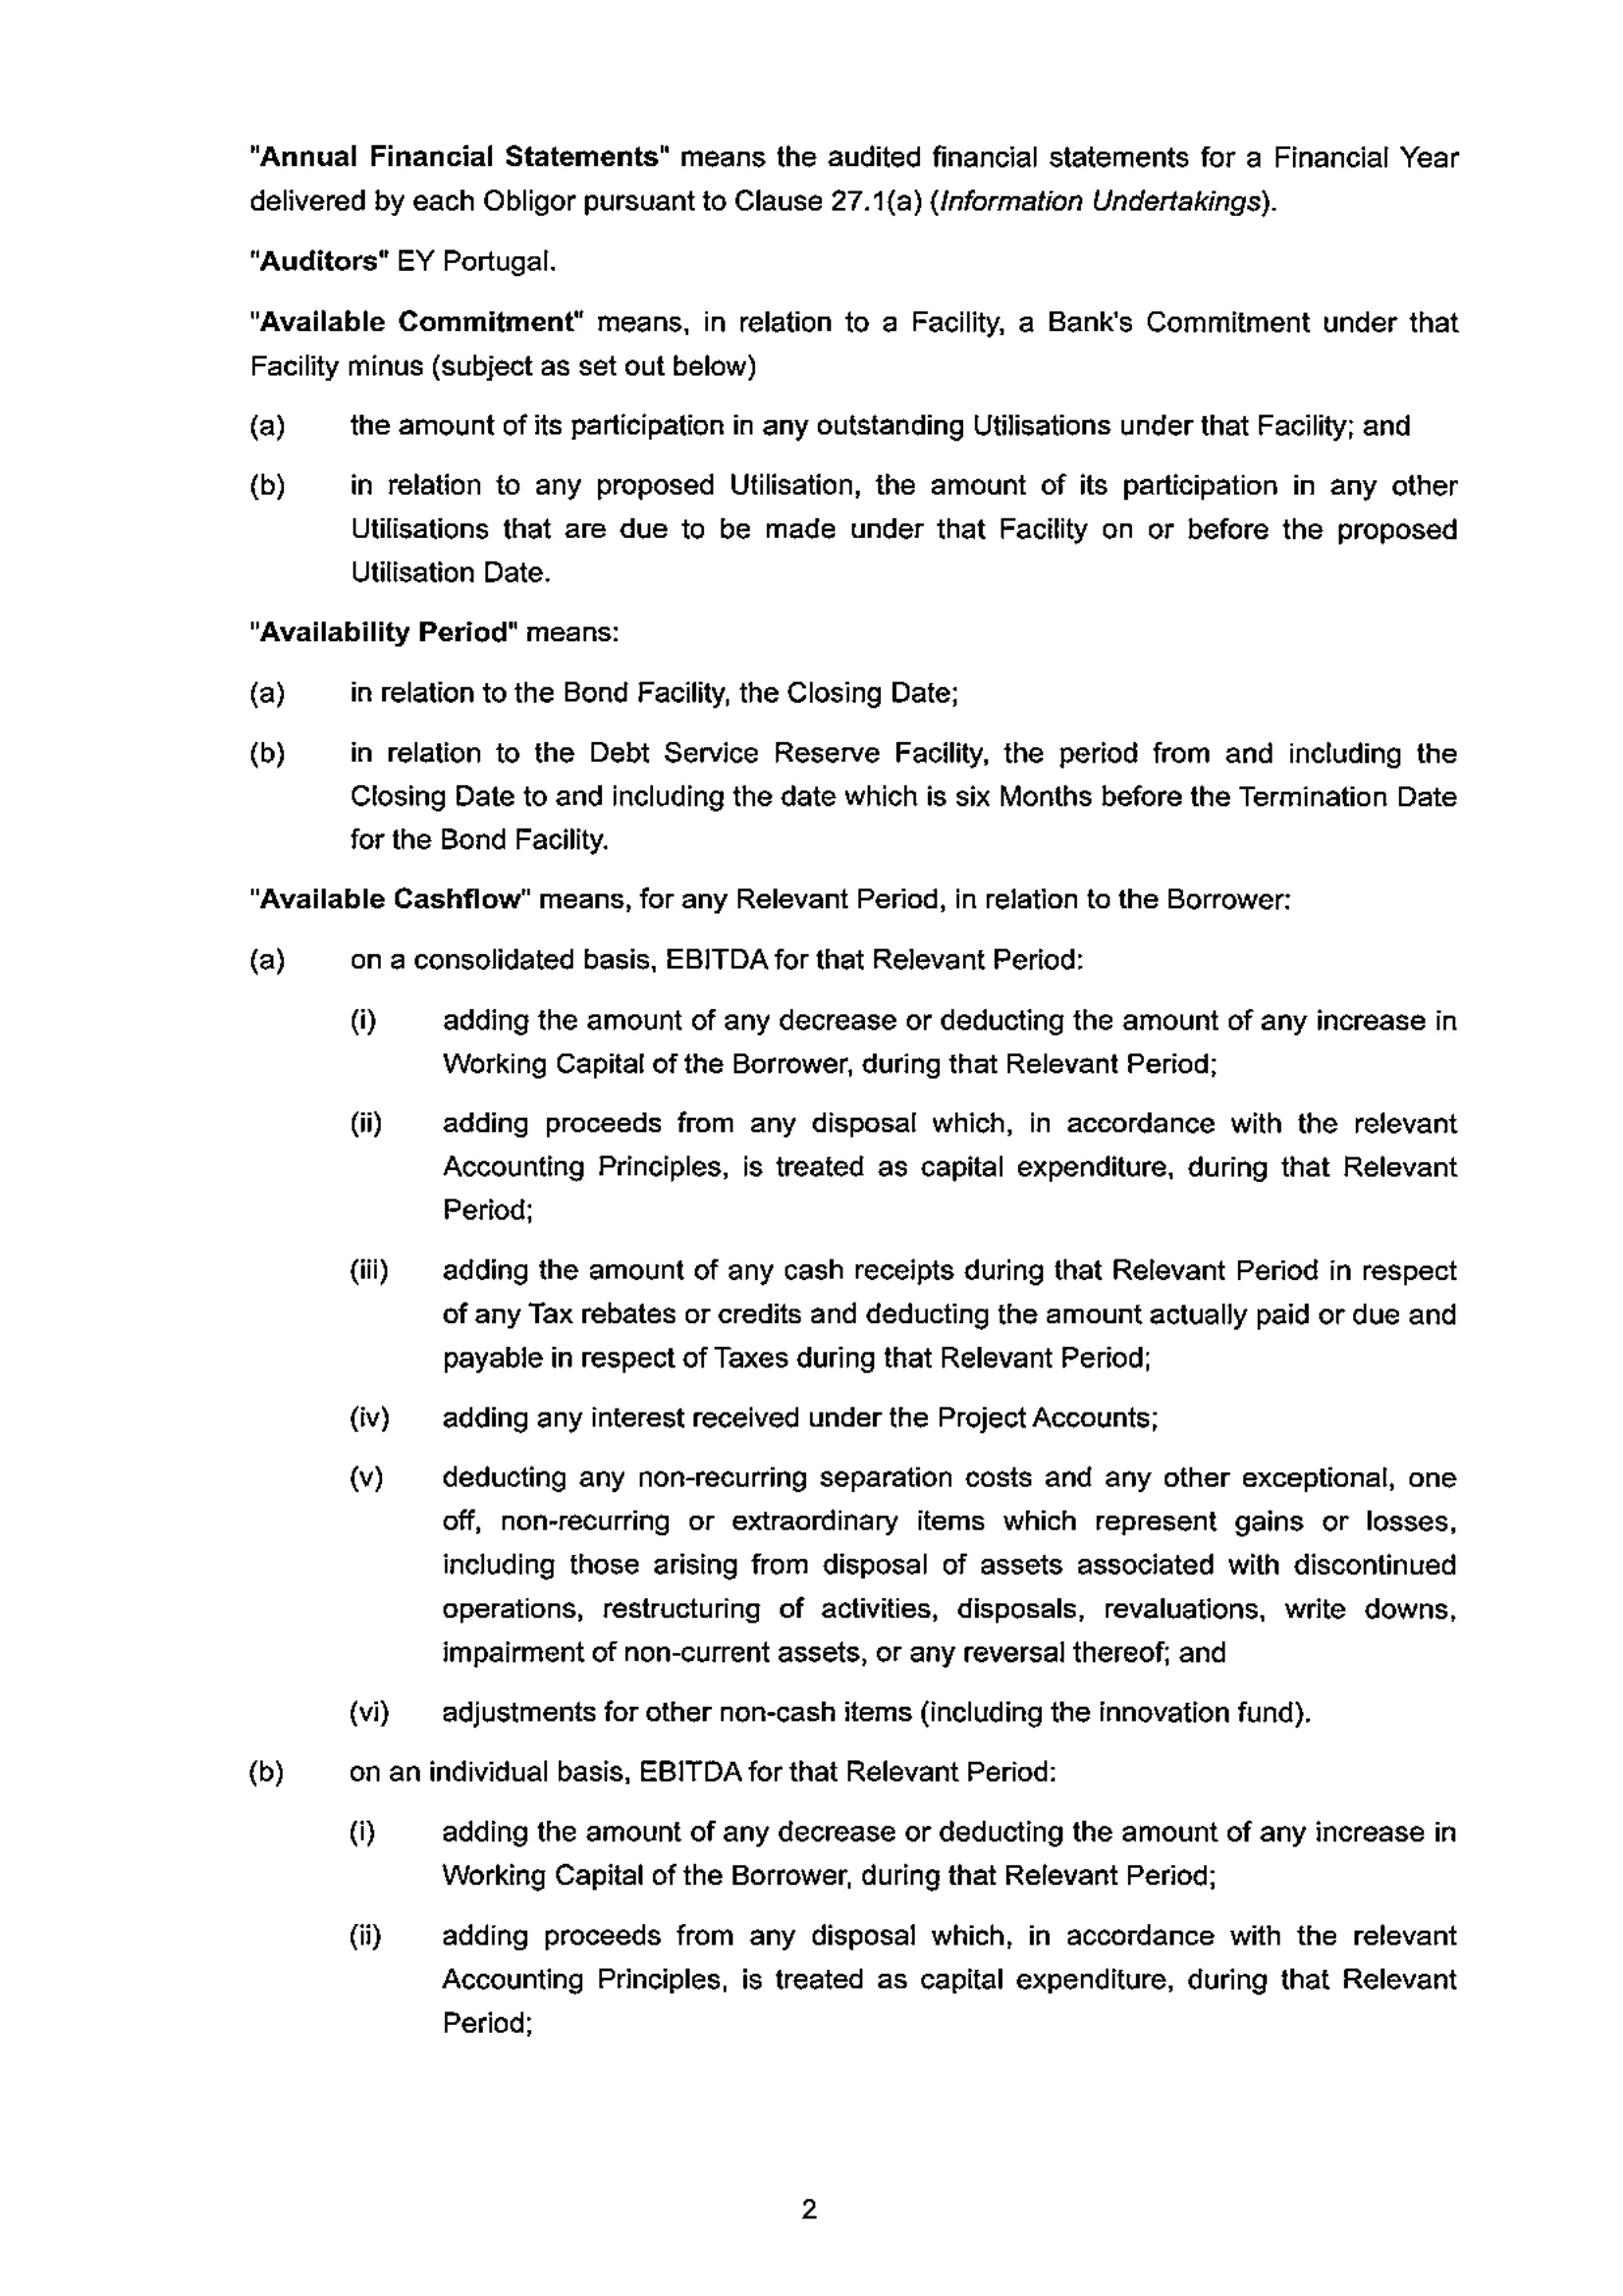 "Annual Financial Statements" means the audited financial statements for a Financial Year
delivered by each Obligor pursuant to Clause 27.1(a) (Information Undertakings).
"Auditors" EY Portugal.
"Available Commitment" means, in relation to a Facility, a Bank's Commitment under that
Facility minus (subject as set out below)
(a) the amount of its participation in any outstanding Utilisations under that Facility; and
(b) in relation to any proposed Utilisation, the amount of its participation in any other
Utilisations that are due to be made under that Facility on or before the proposed
Utilisation Date.
"Availability Period" means:
(a) in relation to the Bond Facility, the Closing Date;
(b) in relation to the Debt Service Reserve Facility, the period from and including the
Closing Date to and including the date which is six Months before the Termination Date
for the Bond Facility.
"Available Cashflow" means, for any Relevant Period, in relation to the Borrower:
(a) on a consolidated basis, EBITDA for that Relevant Period:
(i) adding the amount of any decrease or deducting the amount of any increase in
Working Capital of the Borrower, during that Relevant Period;
(ii) adding proceeds from any disposal which, in accordance with the relevant
Accounting Principles, is treated as capital expenditure, during that Relevant
Period;
(iii) adding the amount of any cash receipts during that Relevant Period in respect
of any Tax rebates or credits and deducting the amount actually paid or due and
payable in respect of Taxes during that Relevant Period;
(iv) adding any interest received under the Project Accounts;
(v) deducting any non-recurring separation costs and any other exceptional, one
off, non-recurring or extraordinary items which represent gains or losses,
including those arising from disposal of assets associated with discontinued
operations, restructuring of activities, disposals, revaluations, write downs,
impairment of non-current assets, or any reversal thereof; and
(vi) adjustments for other non-cash items (including the innovation fund).
(b) on an individual basis, EBITDA for that Relevant Period:
(i) adding the amount of any decrease or deducting the amount of any increase in
Working Capital of the Borrower, during that Relevant Period;
(ii) adding proceeds from any disposal which, in accordance with the relevant
Accounting Principles, is treated as capital expenditure, during that Relevant
Period;
2